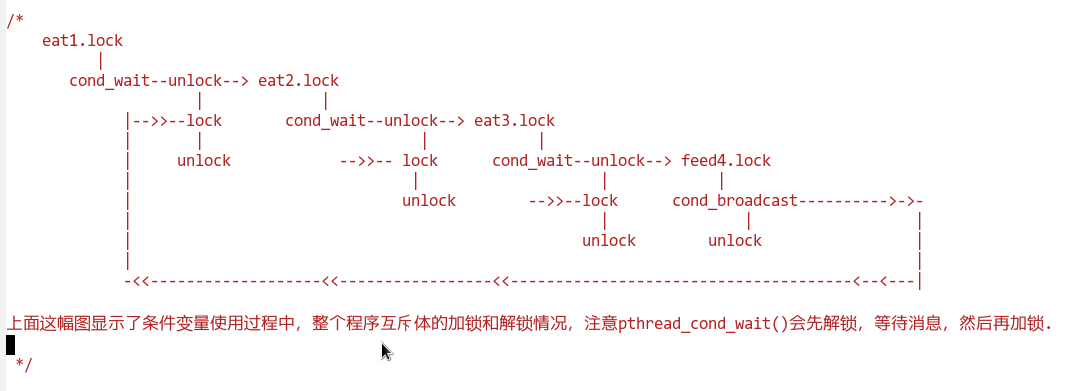 /*
    eat1.lock
          |
       cond_wait--unlock--> eat2.lock
                     |             |
             |-->>--lock       cond_wait--unlock--> eat3.lock
             |       |                        |            |
             |     unlock            -->>-- lock      cond_wait--unlock--> feed4.lock
             |                              |                    |            |
             |                            unlock        -->>--lock      cond_broadcast---------->->-
             |                                                    |               |                  |
             |                                                  unlock        unlock                 |
             |                                                                                       |
             -<<-------------------<<-----------------<<--------------------------------------<--<---|
上面这幅图显示了条件变量使用过程中，整个程序互斥体的加锁和解锁情况，注意pthread_cond_wait()会先解锁，等待消息，然后再加锁.
 */